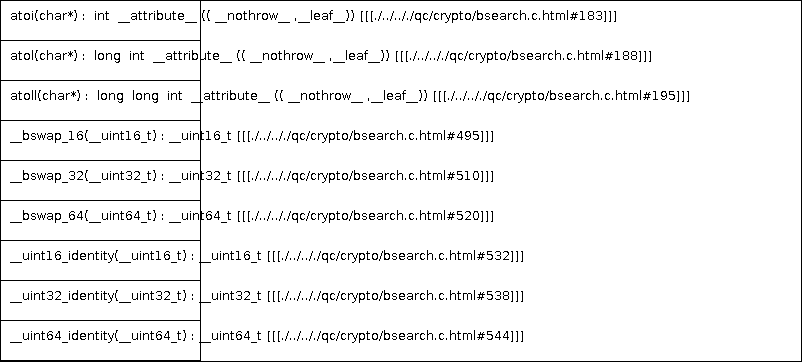 atoi(char*) : int __attribute__ (( __nothrow__ ,__leaf__)) [[[./../.././qc/crypto/bsearch.c.html#183]]]
atol(char*) : long int __attribute__ (( __nothrow__ ,__leaf__)) [[[./../.././qc/crypto/bsearch.c.html#188]]]
atoll(char*) : long long int __attribute__ (( __nothrow__ ,__leaf__)) [[[./../.././qc/crypto/bsearch.c.html#195]]]
__bswap_16(__uint16_t) : __uint16_t [[[./../.././qc/crypto/bsearch.c.html#495]]]
__bswap_32(__uint32_t) : __uint32_t [[[./../.././qc/crypto/bsearch.c.html#510]]]
__bswap_64(__uint64_t) : __uint64_t [[[./../.././qc/crypto/bsearch.c.html#520]]]
__uint16_identity(__uint16_t) : __uint16_t [[[./../.././qc/crypto/bsearch.c.html#532]]]
__uint32_identity(__uint32_t) : __uint32_t [[[./../.././qc/crypto/bsearch.c.html#538]]]
__uint64_identity(__uint64_t) : __uint64_t [[[./../.././qc/crypto/bsearch.c.html#544]]]